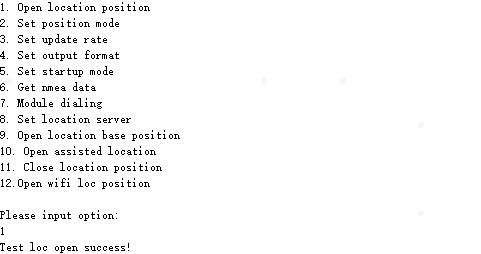 1. Open location position
2. Set position mode
3. Set update rate
4. Set output format
5. Set startup mode
6. Get nmea data
7. Module dialing
8. Set location server
9. Open location base position
10. Open assisted location
11. Close location position
12.Open wifi loc position
Please input option:
1
Test loc open success!